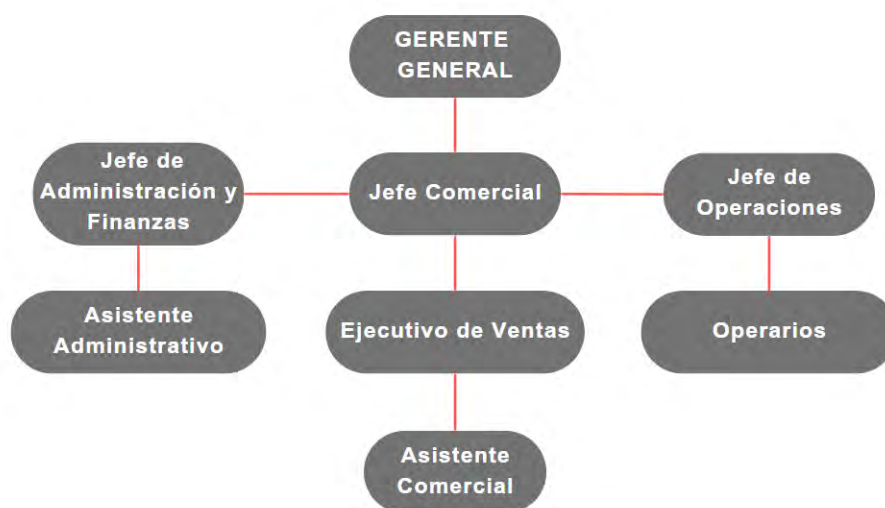 GERENTE
GENERAL
Jefe de
Administración y
Finanzas
Jefe Comercial
Jefe de
Operaciones
Asistente
Administrativo
Ejecutivo de Ventas
Operarios
Asistente
Comercial